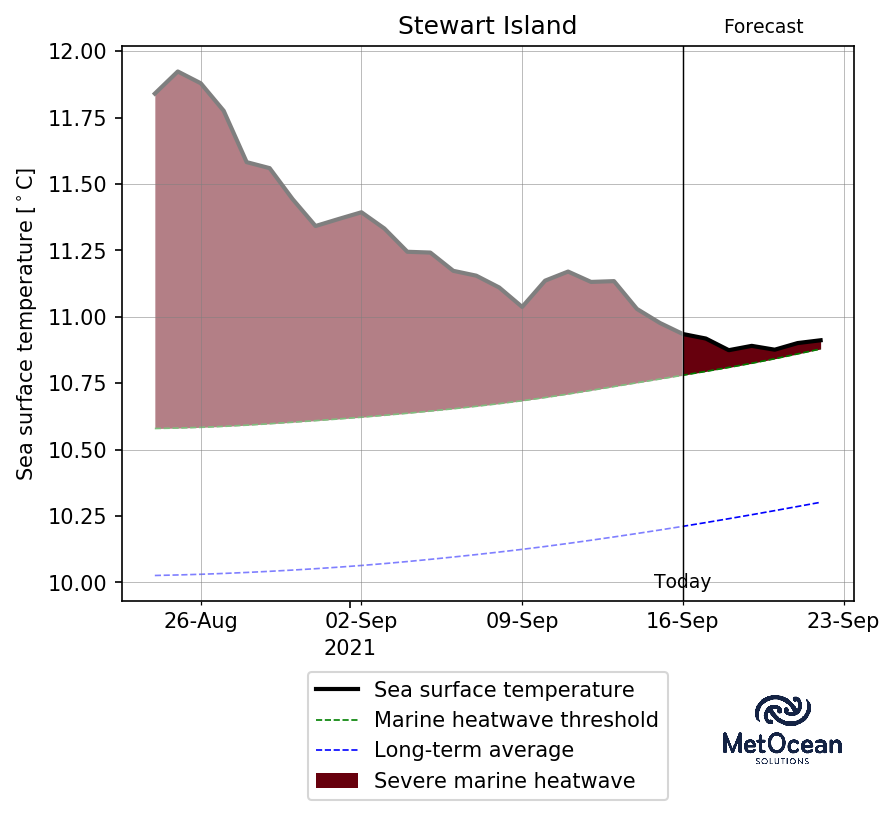 Stewart Island
Forecast
12.00
11.75
11.50
11.25
11.00
10.75
10.50
10.25
10.00
Sea surface temperature [°C]
Today
26-Aug
02-Sep
09-Sep
16-Sep
23-Sep
2021
Sea surface temperature
Marine heatwave threshold
Long-term average
Severe marine heatwave
MetOcean
SOLUTIONS